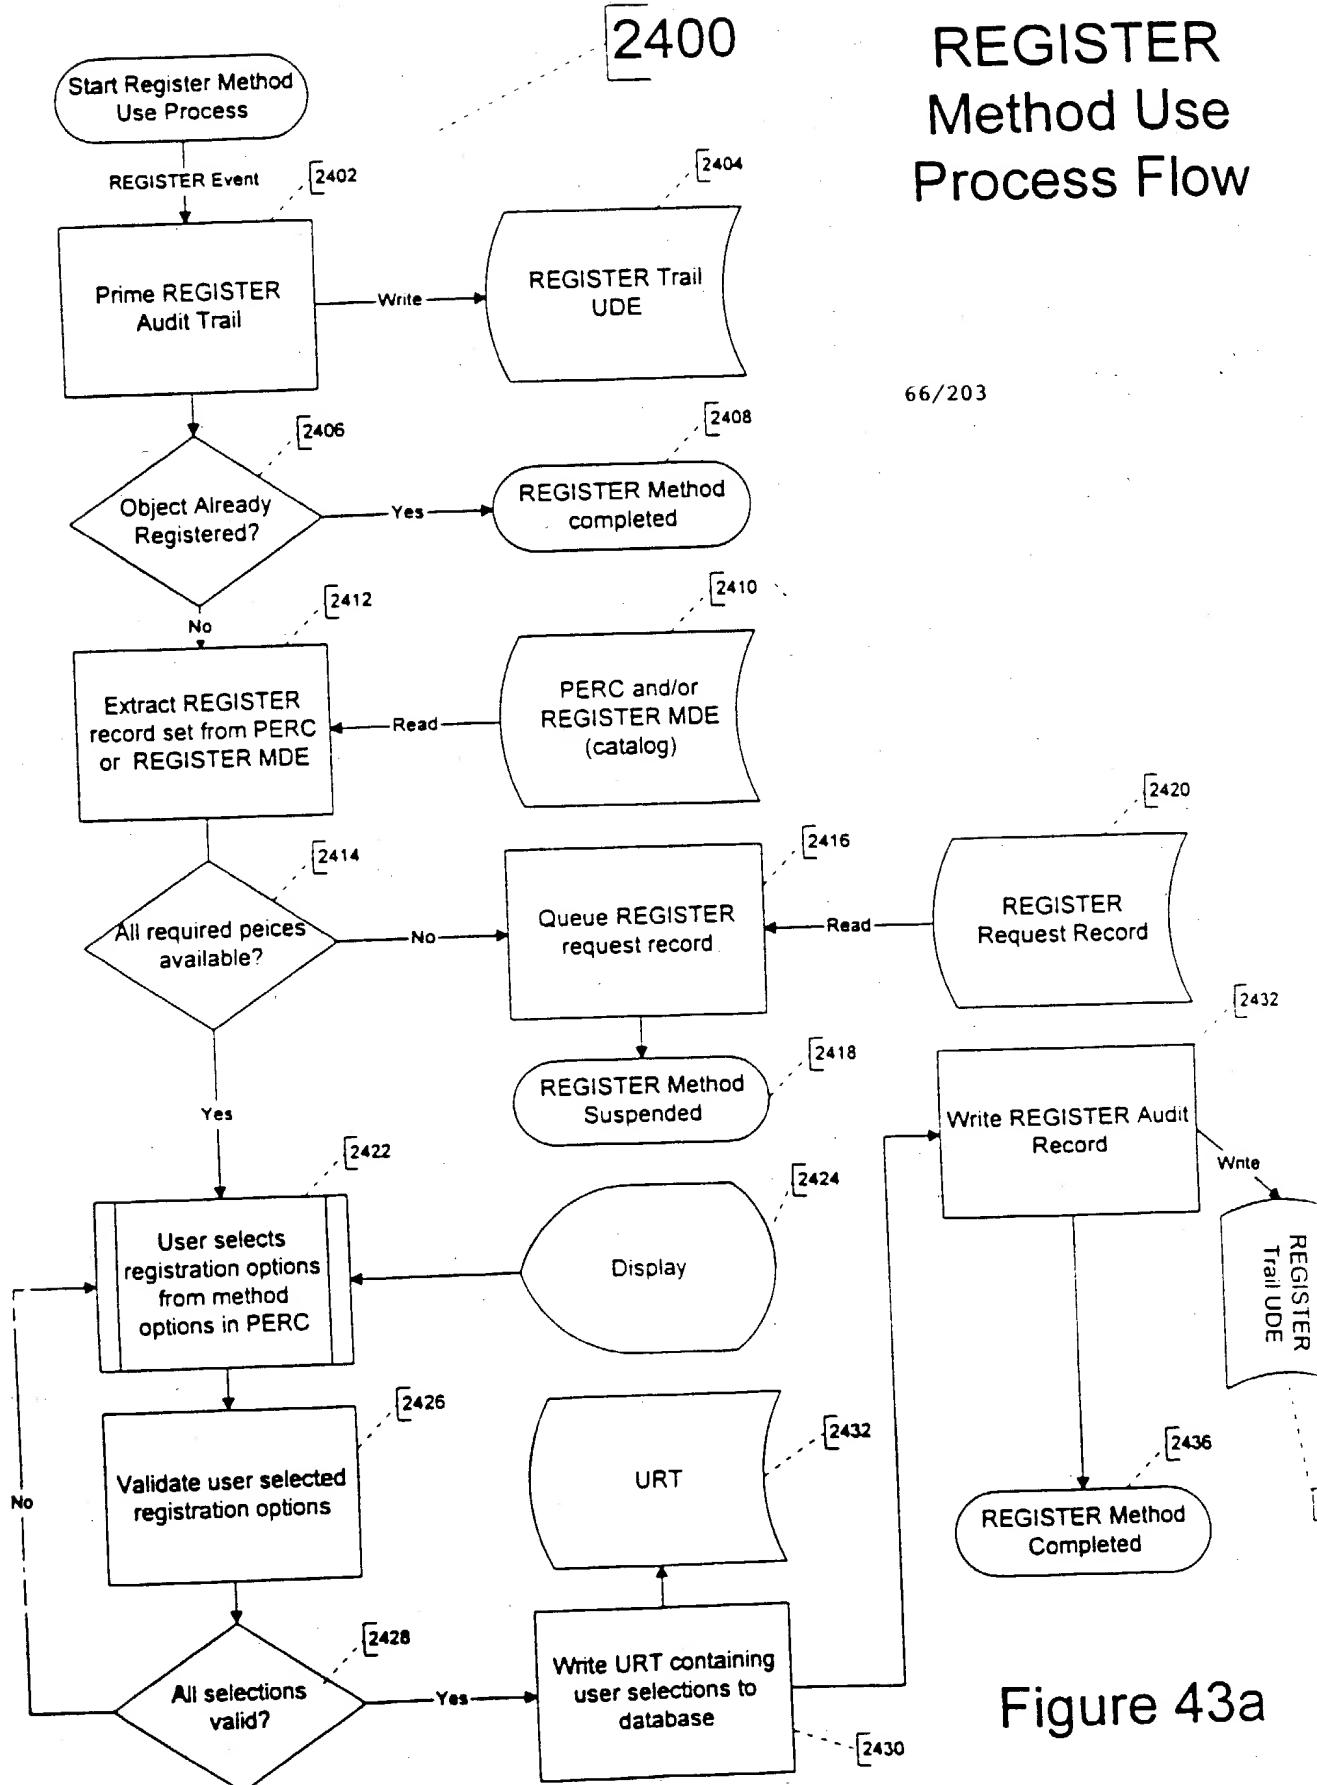 2400
REGISTER
Method Use
Process Flow
Start Register Method
Use Process
REGISTER Event
2402
2404
Prime REGISTER
Audit Trail
Write
REGISTER Trail
UDE
66/203
2406
2408
Object Already
Registered?
Yes
REGISTER Method
completed
No
2412
2410
Extract REGISTER
record set from PERC
or REGISTER MDE
Read
PERC and/or
REGISTER MDE
(catalog)
2414
2416
2420
All required peices
available?
No
Queue REGISTER
request record
Read
REGISTER
Request Record
2432
2418
REGISTER Method
Suspended
Yes
Write REGISTER Audit
Record
Write
2422
2424
User selects
registration options
from method
options in PERC
Display
REGISTER
Trail UDE
2426
2432
Validate user selected
registration options
URT
2436
No
REGISTER Method
Completed
2428
All selections
valid?
Yes
Write URT containing
user selections to
database
2430
Figure 43a